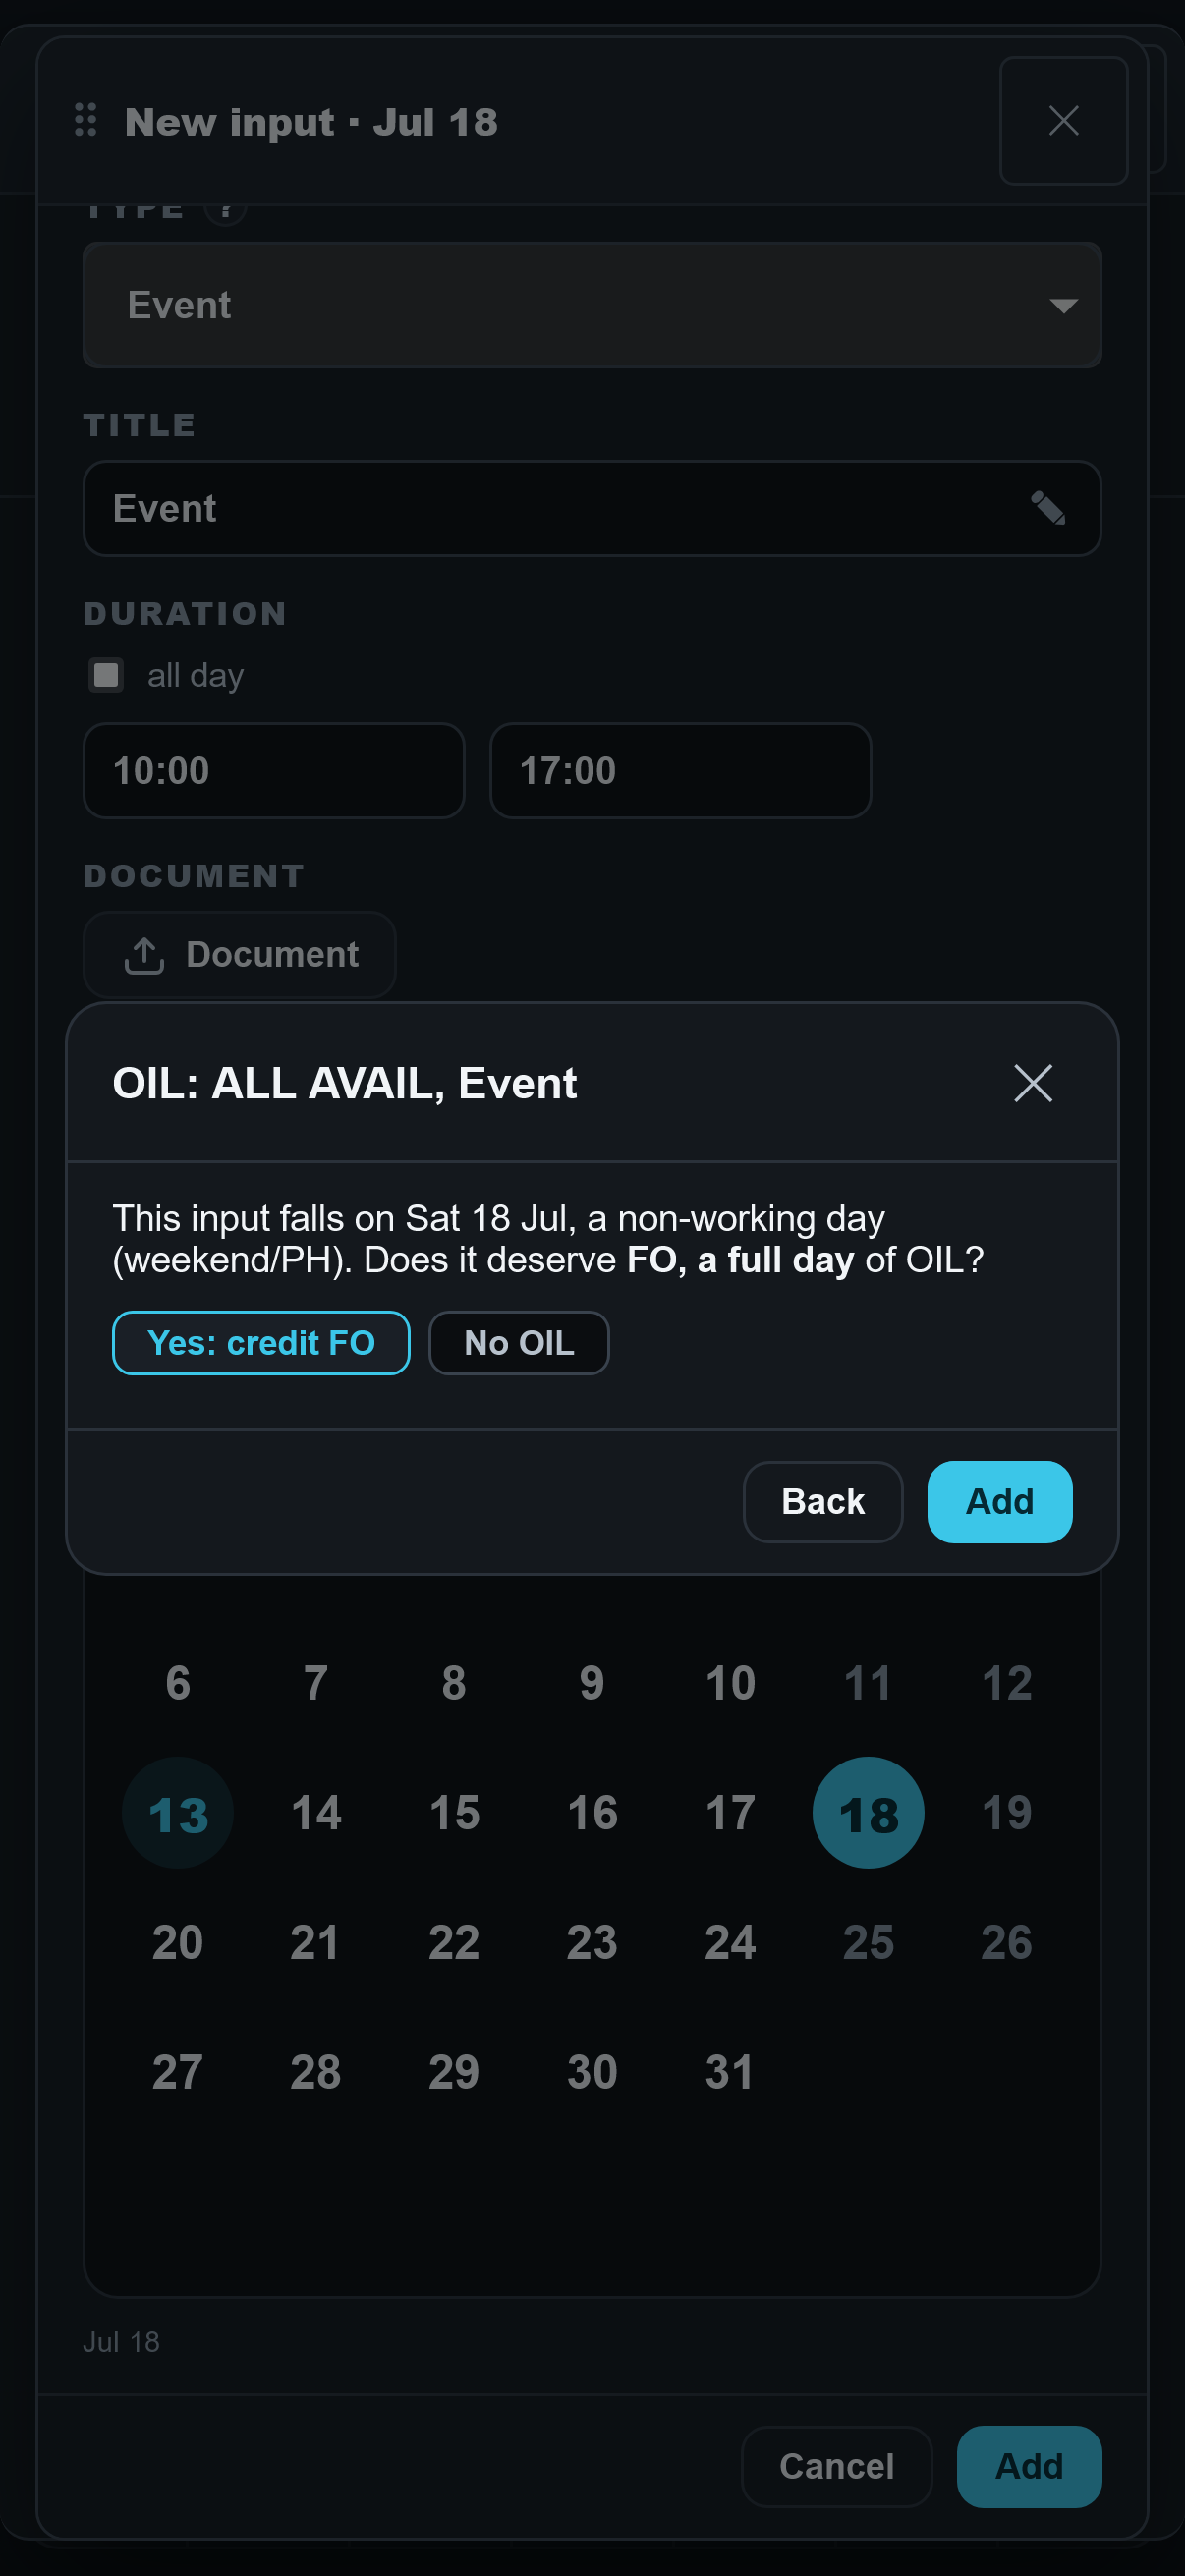 New input · Jul 18
TYPE ?
Event
TITLE
Event
DURATION
all day
10:00 17:00
DOCUMENT
Document
OIL: ALL AVAIL, Event
This input falls on Sat 18 Jul, a non-working day
(weekend/PH). Does it deserve FO, a full day of OIL?
Yes: credit FO No OIL
Back Add
6 7 8 9 10 11 12
13 14 15 16 17 18 19
20 21 22 23 24 25 26
27 28 29 30 31
Jul 18
Cancel Add